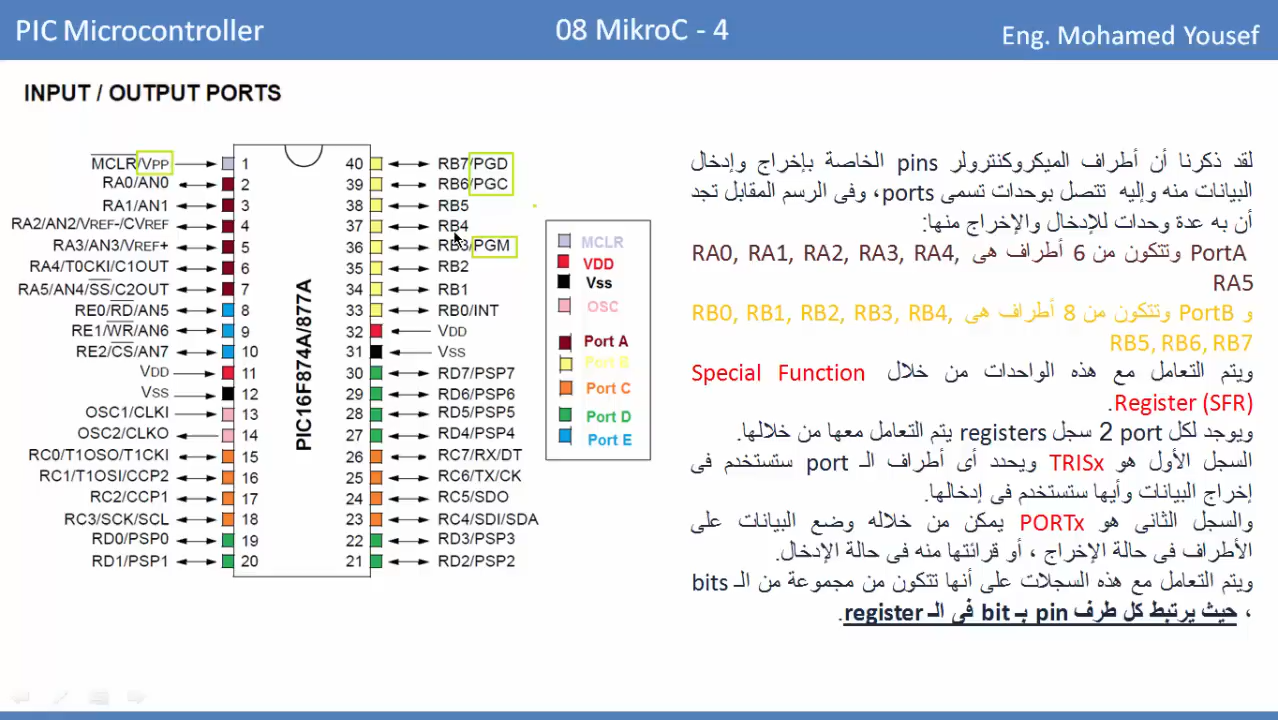 PIC Microcontroller
08 MikroC - 4
Eng. Mohamed Yousef
INPUT / OUTPUT PORTS
MCLR/VPP 1
RA0/AN0 2
RA1/AN1 3
RA2/AN2/VREF-/CVREF 4
RA3/AN3/VREF+ 5
RA4/T0CKI/C1OUT 6
RA5/AN4/SS/C2OUT 7
RE0/RD/AN5 8
RE1/WR/AN6 9
RE2/CS/AN7 10
VDD 11
VSS 12
OSC1/CLKI 13
OSC2/CLKO 14
RC0/T1OSO/T1CKI 15
RC1/T1OSI/CCP2 16
RC2/CCP1 17
RC3/SCK/SCL 18
RD0/PSP0 19
RD1/PSP1 20
PIC16F874A/877A
40 RB7/PGD
39 RB6/PGC
38 RB5
37 RB4
36 RB3/PGM
35 RB2
34 RB1
33 RB0/INT
32 VDD
31 VSS
30 RD7/PSP7
29 RD6/PSP6
28 RD5/PSP5
27 RD4/PSP4
26 RC7/RX/DT
25 RC6/TX/CK
24 RC5/SDO
23 RC4/SDI/SDA
22 RD3/PSP3
21 RD2/PSP2
MCLR
VDD
Vss
OSC
Port A
Port B
Port C
Port D
Port E
لقد ذكرنا أن أطراف الميكروكنترولر pins الخاصة بإخراج وإدخال
البيانات منه وإليه تتصل بوحدات تسمى ports، وفى الرسم المقابل تجد
أن به عدة وحدات للإدخال والإخراج منها:
PortA وتتكون من 6 أطراف هى RA0, RA1, RA2, RA3, RA4,
RA5
و PortB وتتكون من 8 أطراف هى RB0, RB1, RB2, RB3, RB4,
RB5, RB6, RB7
ويتم التعامل مع هذه الواحدات من خلال Special Function
Register (SFR).
ويوجد لكل port 2 سجل registers يتم التعامل معها من خلالها.
السجل الأول هو TRISx ويحدد أى أطراف الـ port ستستخدم فى
إخراج البيانات وأيها ستستخدم فى إدخالها.
والسجل الثانى هو PORTx يمكن من خلاله وضع البيانات على
الأطراف فى حالة الإخراج ، أو قرائتها منه فى حالة الإدخال.
ويتم التعامل مع هذه السجلات على أنها تتكون من مجموعة من الـ bits
، حيث يرتبط كل طرف pin بـ bit فى الـ register.